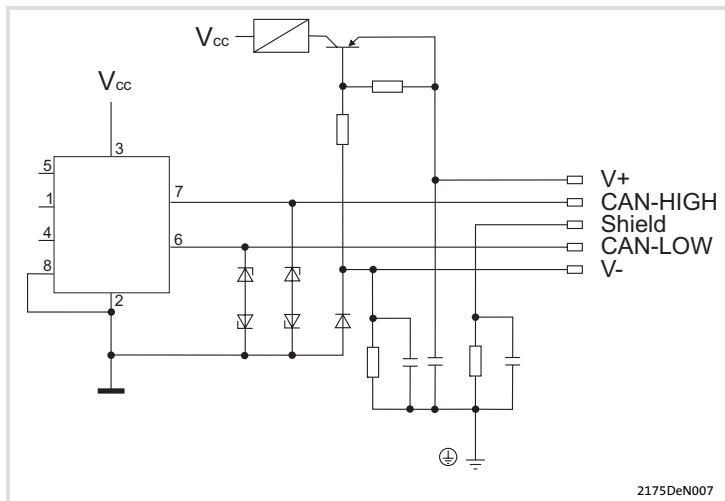 Vcc
Vcc
3
5
7
1
V+
CAN-HIGH
Shield
4
6
CAN-LOW
8
V-
2
2175DeN007